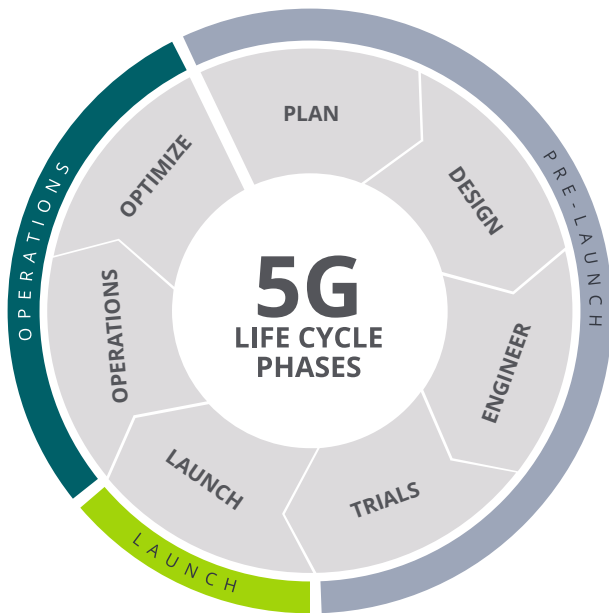 5G
LIFE CYCLE
PHASES
PLAN
DESIGN
ENGINEER
TRIALS
LAUNCH
OPERATIONS
OPTIMIZE
PRE-LAUNCH
LAUNCH
OPERATIONS